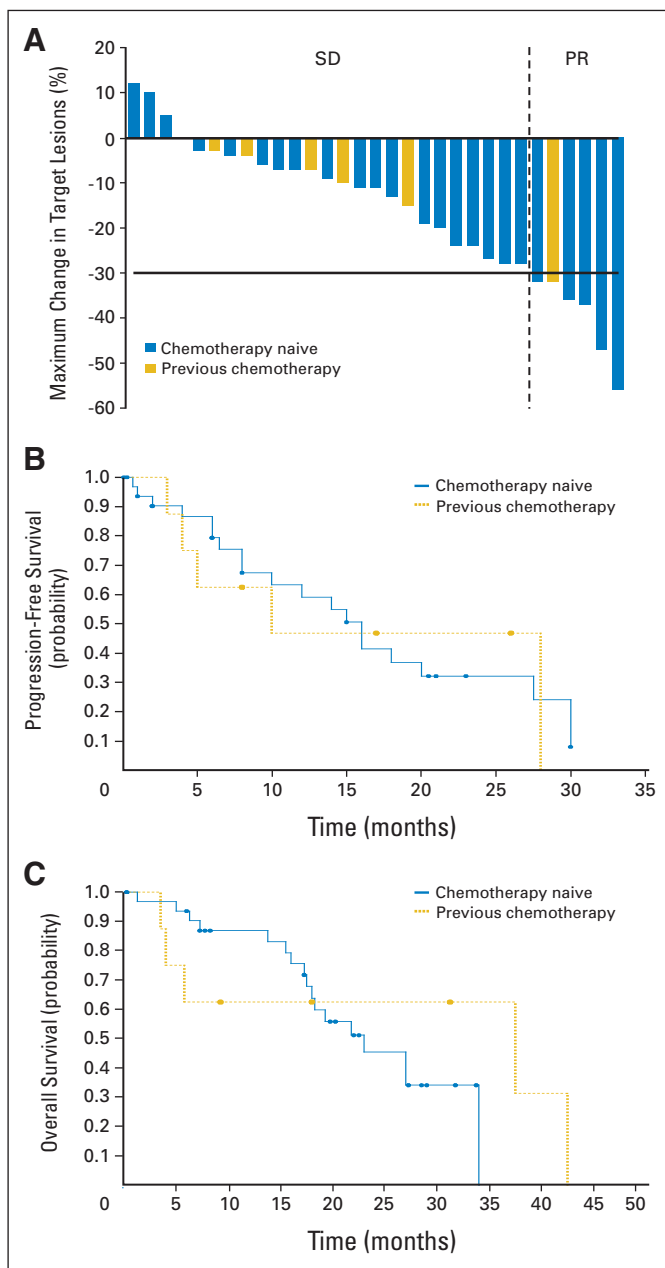 A
SD
PR
Maximum Change in Target Lesions (%)
20
10
0
-10
-20
-30
-40
-50
-60
Chemotherapy naive
Previous chemotherapy
B
Progression-Free Survival
(probability)
1.0
0.9
0.8
0.7
0.6
0.5
0.4
0.3
0.2
0.1
Chemotherapy naive
Previous chemotherapy
0 5 10 15 20 25 30 35
Time (months)
C
Overall Survival (probability)
1.0
0.9
0.8
0.7
0.6
0.5
0.4
0.3
0.2
0.1
Chemotherapy naive
Previous chemotherapy
0 5 10 15 20 25 30 35 40 45 50
Time (months)